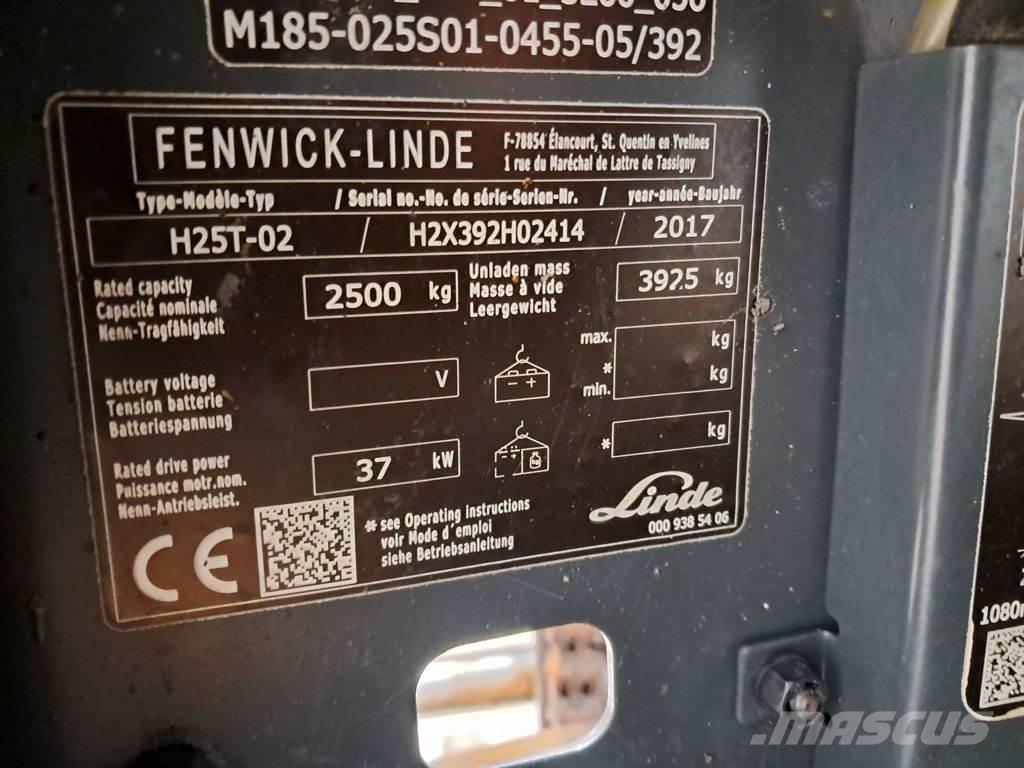 M185-025S01-0455-05/392
FENWICK-LINDE
F-78854 Élancourt, St. Quentin en Yvelines
1 rue du Maréchal de Lattre de Tassigny
Type-Modèle-Typ / Serial no.-No. de série-Serien-Nr. / year-année-Baujahr
H25T-02 / H2X392H02414 / 2017
Rated capacity
Capacité nominale
Nenn-Tragfähigkeit
2500 kg
Unladen mass
Masse à vide
Leergewicht
3925 kg
Battery voltage
Tension batterie
Batteriespannung
V
max. kg
* kg
min.
* kg
Rated drive power
Puissance motr.nom.
Nenn-Antriebsleist.
37 kW
* see Operating instructions
voir Mode d'emploi
siehe Betriebsanleitung
Linde
000 938 54 06
CE
MASCUS